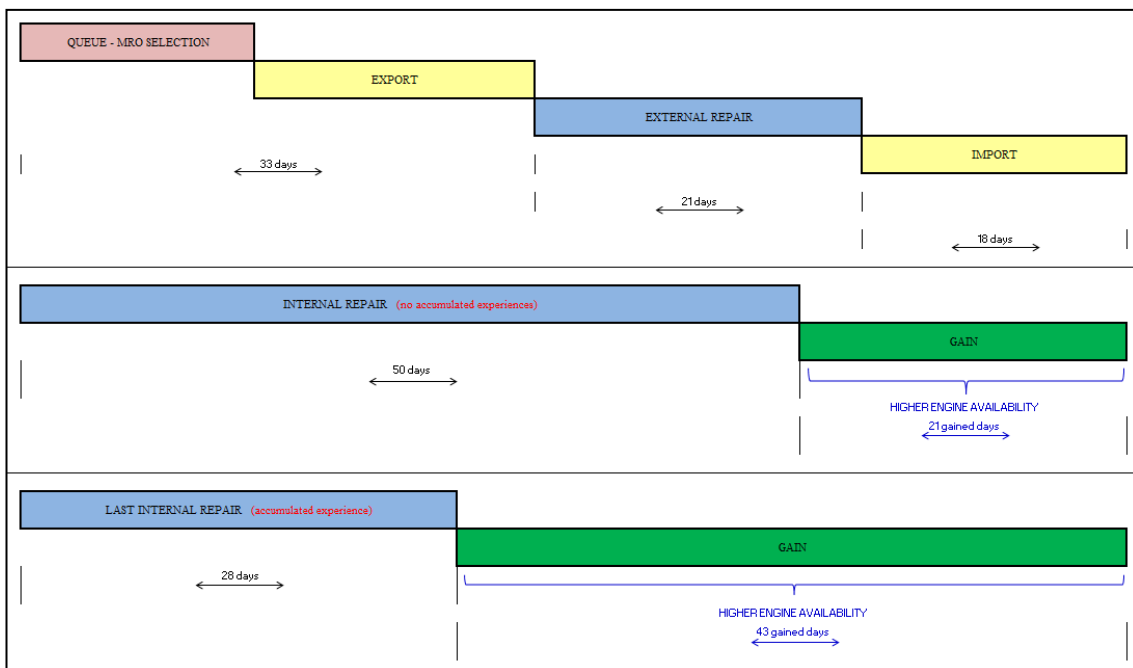 QUEUE - MRO SELECTION
EXPORT
EXTERNAL REPAIR
IMPORT
33 days
21 days
18 days
INTERNAL REPAIR (no accumulated experiences)
GAIN
50 days
HIGHER ENGINE AVAILABILITY
21 gained days
LAST INTERNAL REPAIR (accumulated experience)
GAIN
28 days
HIGHER ENGINE AVAILABILITY
43 gained days